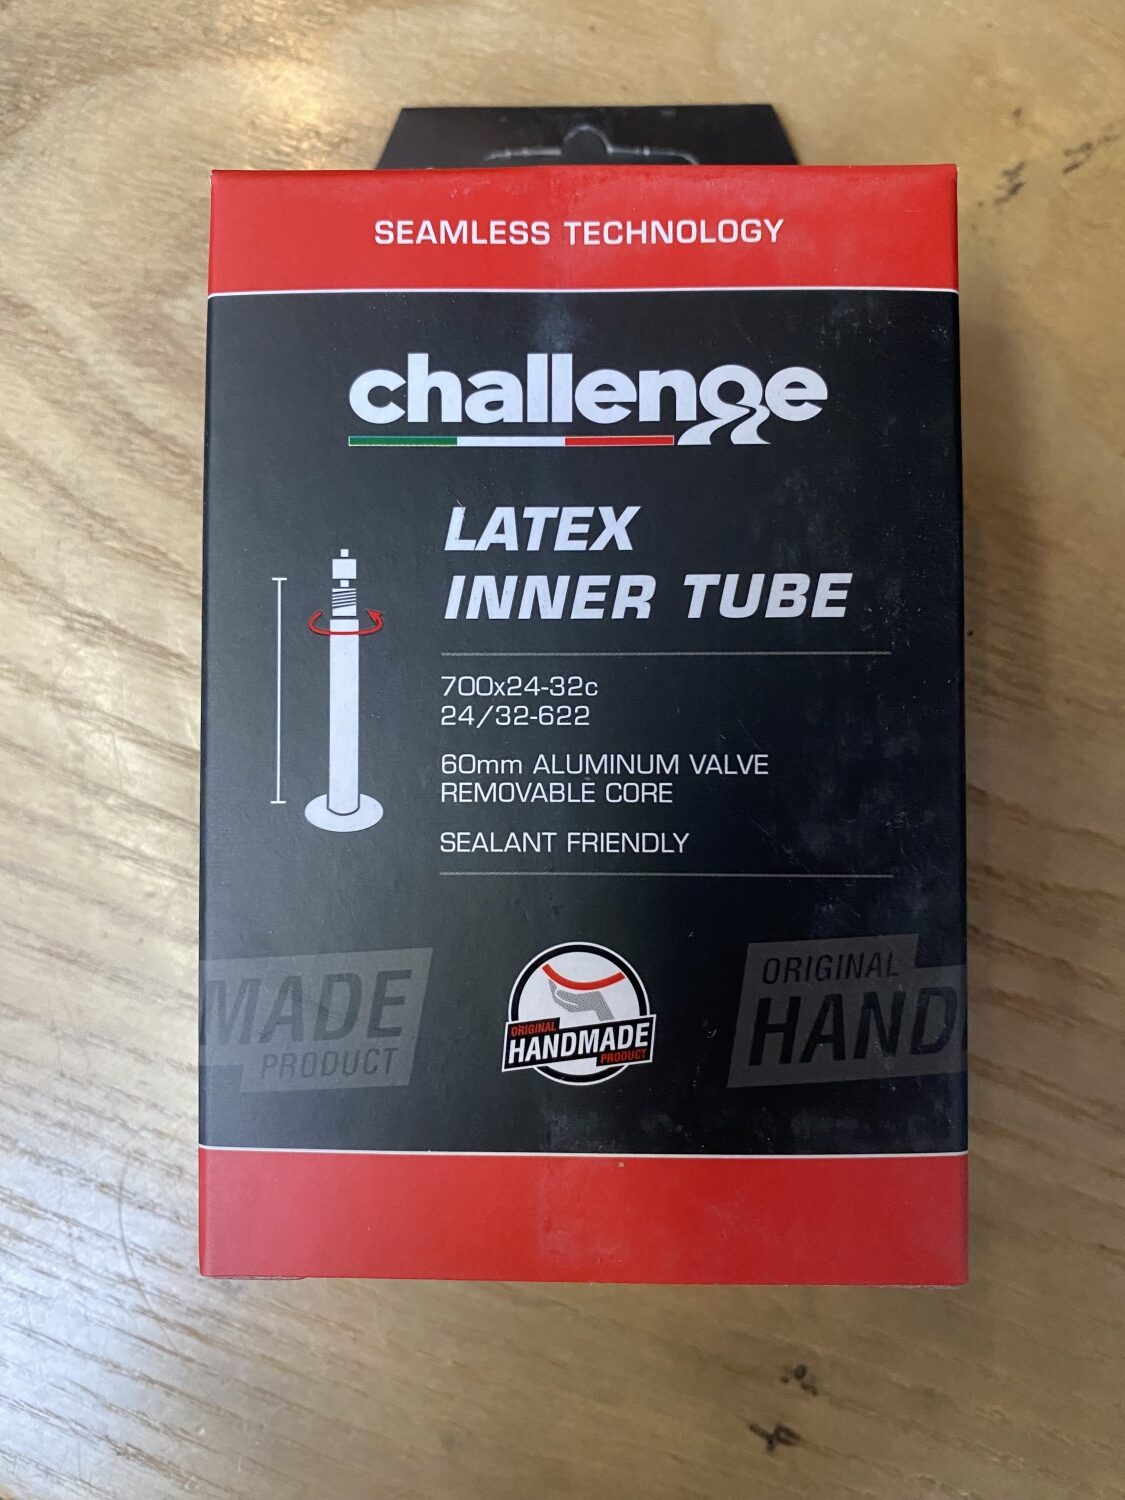 SEAMLESS TECHNOLOGY
challenge
LATEX
INNER TUBE
700x24-32c
24/32-622
60mm ALUMINUM VALVE
REMOVABLE CORE
SEALANT FRIENDLY
MADE
PRODUCT
ORIGINAL
HANDMADE
PRODUCT
ORIGINAL
HAND